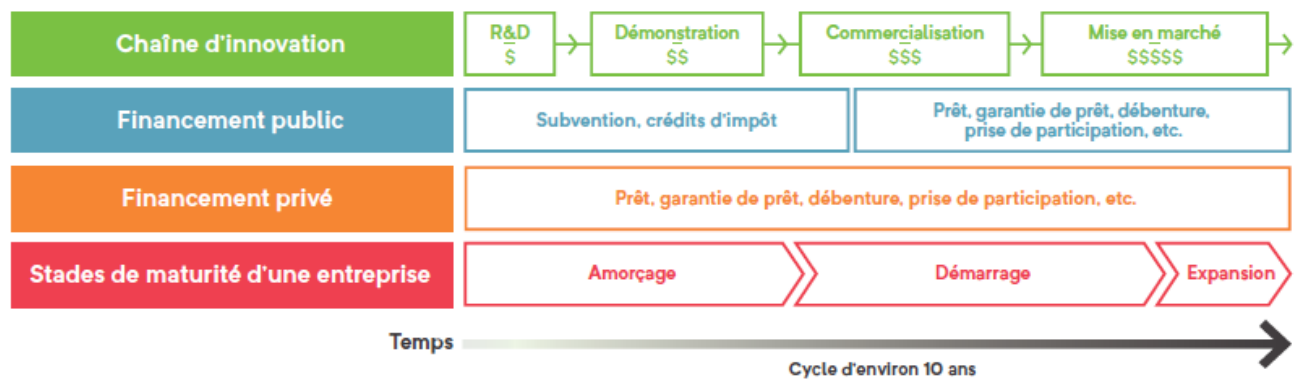 Chaîne d'innovation
R&D
$
Démonstration
$$
Commercialisation
$$$
Mise en marché
$$$$$
Financement public
Subvention, crédits d'impôt
Prêt, garantie de prêt, débenture,
prise de participation, etc.
Financement privé
Prêt, garantie de prêt, débenture, prise de participation, etc.
Stades de maturité d'une entreprise
Amorçage
Démarrage
Expansion
Temps
Cycle d'environ 10 ans